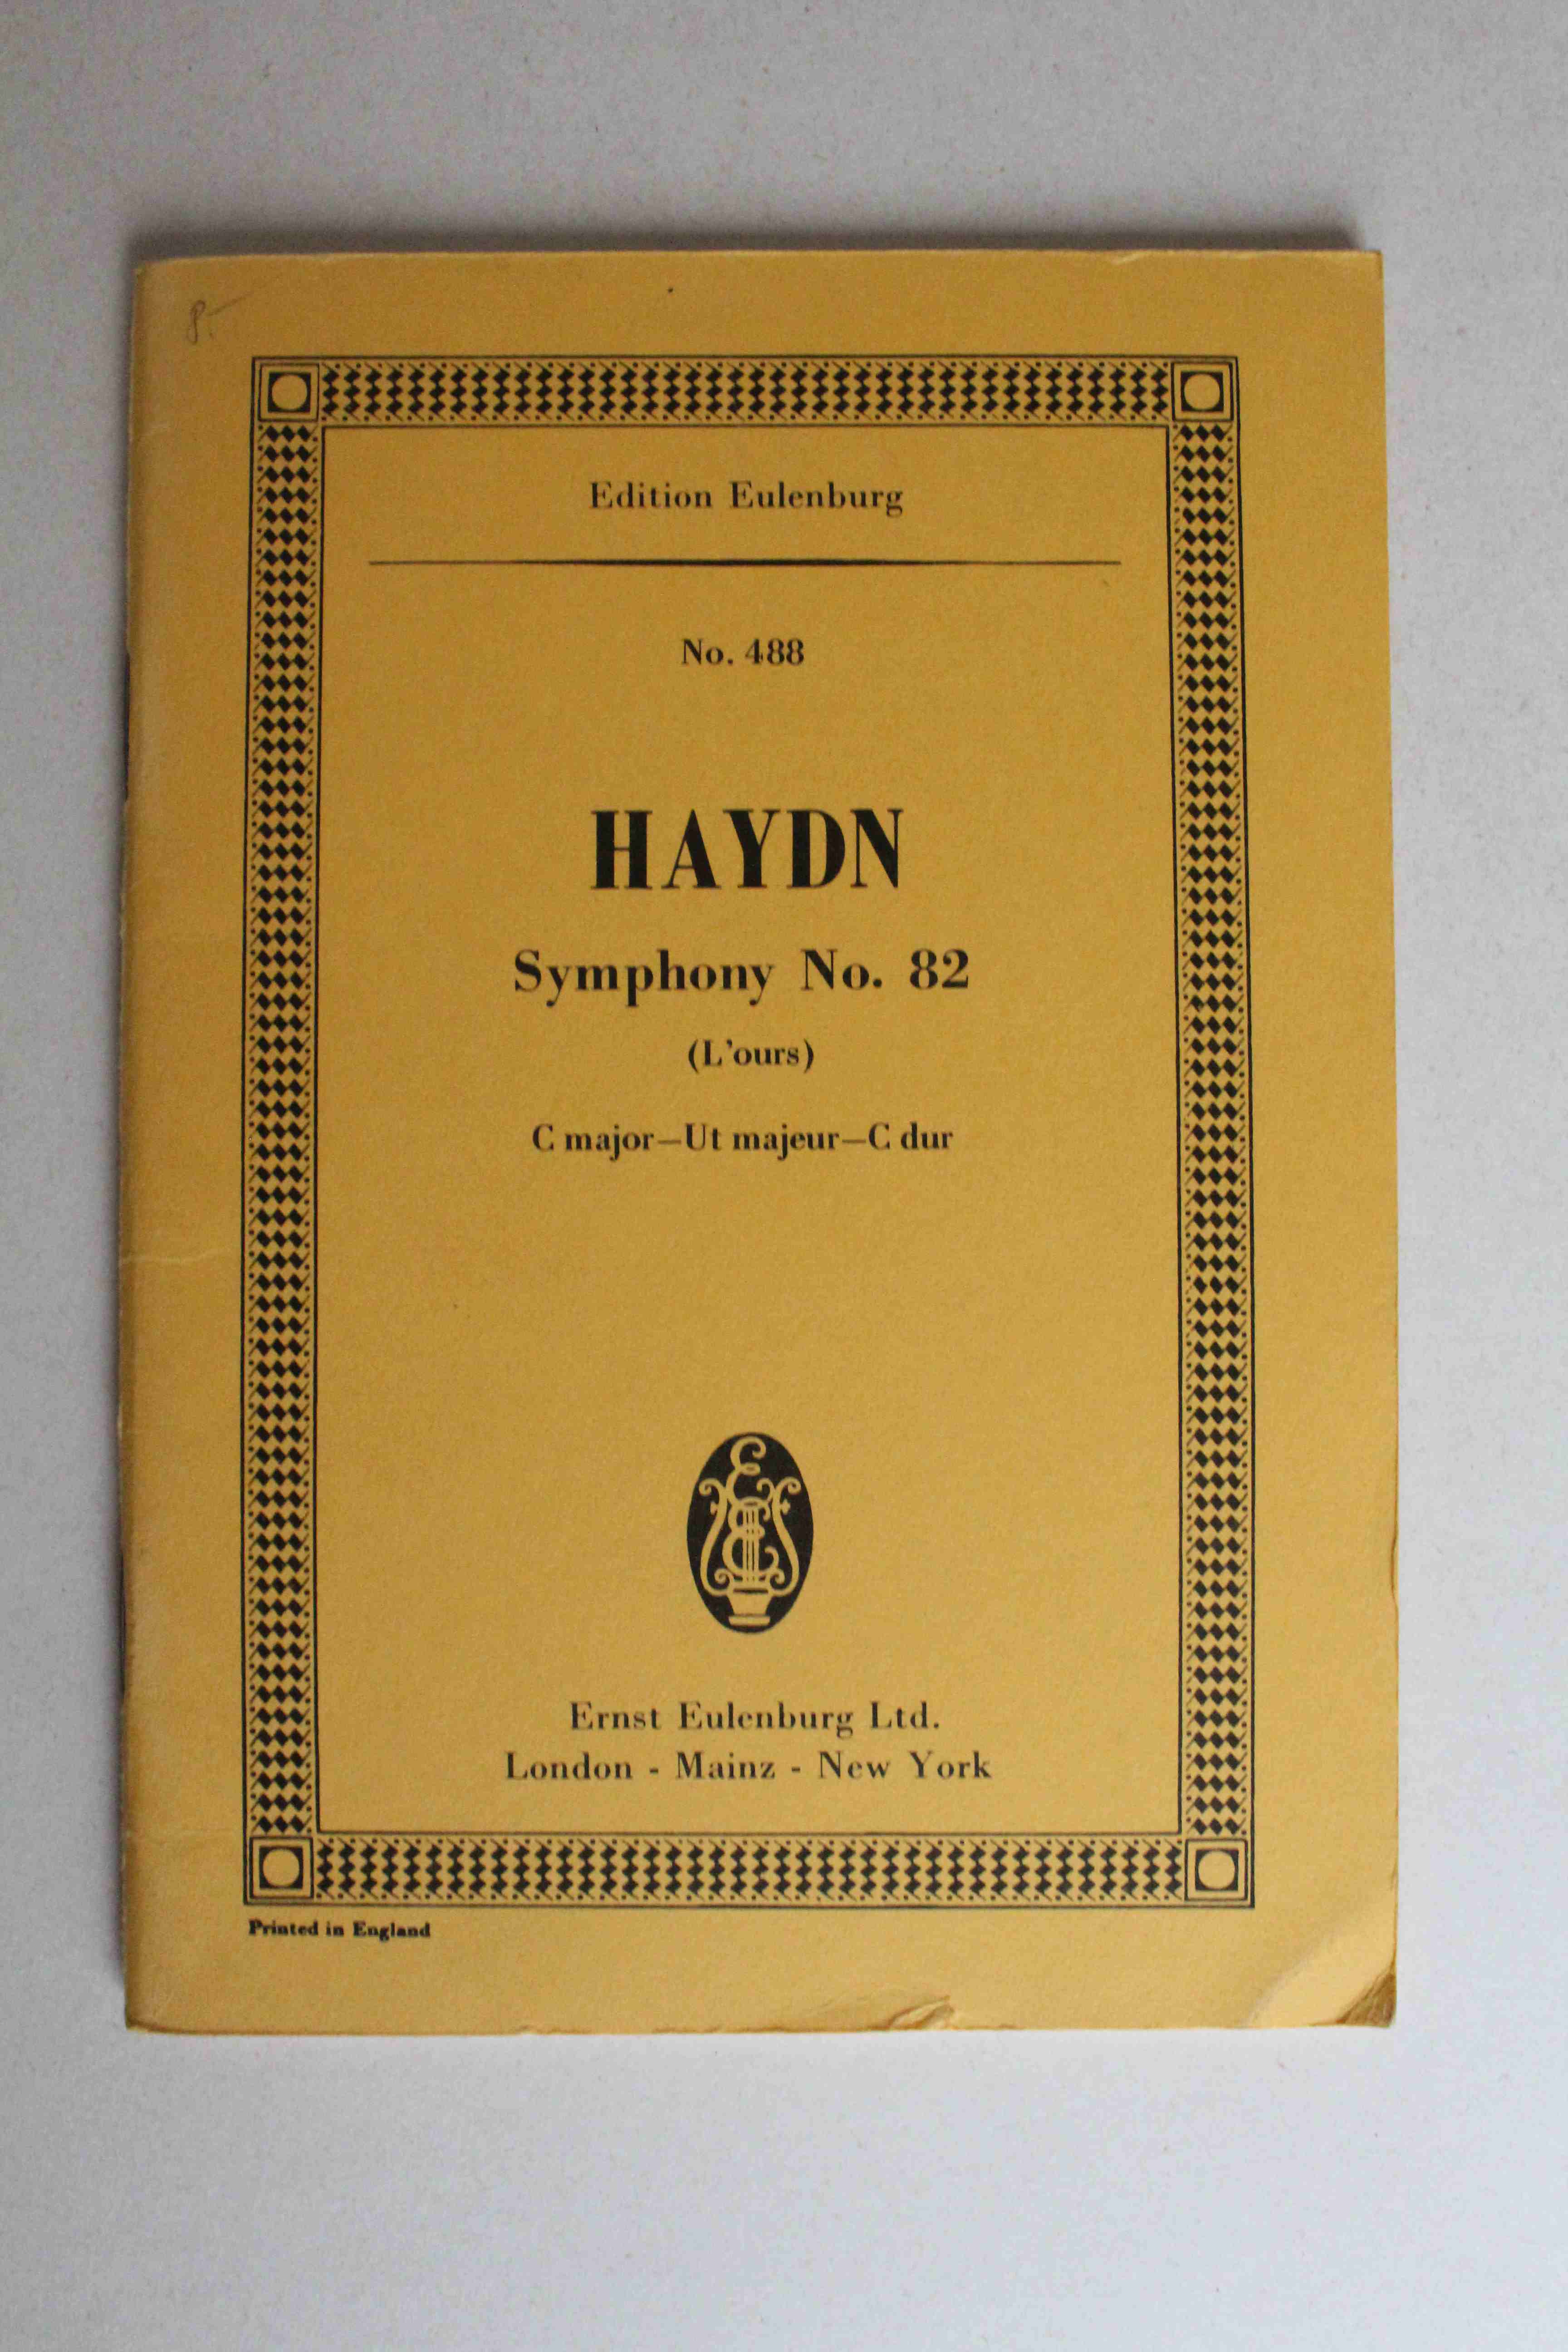 Edition Eulenburg
No. 488
HAYDN
Symphony No. 82
(L'ours)
C major—Ut majeur—C dur
Ernst Eulenburg Ltd.
London - Mainz - New York
Printed in England